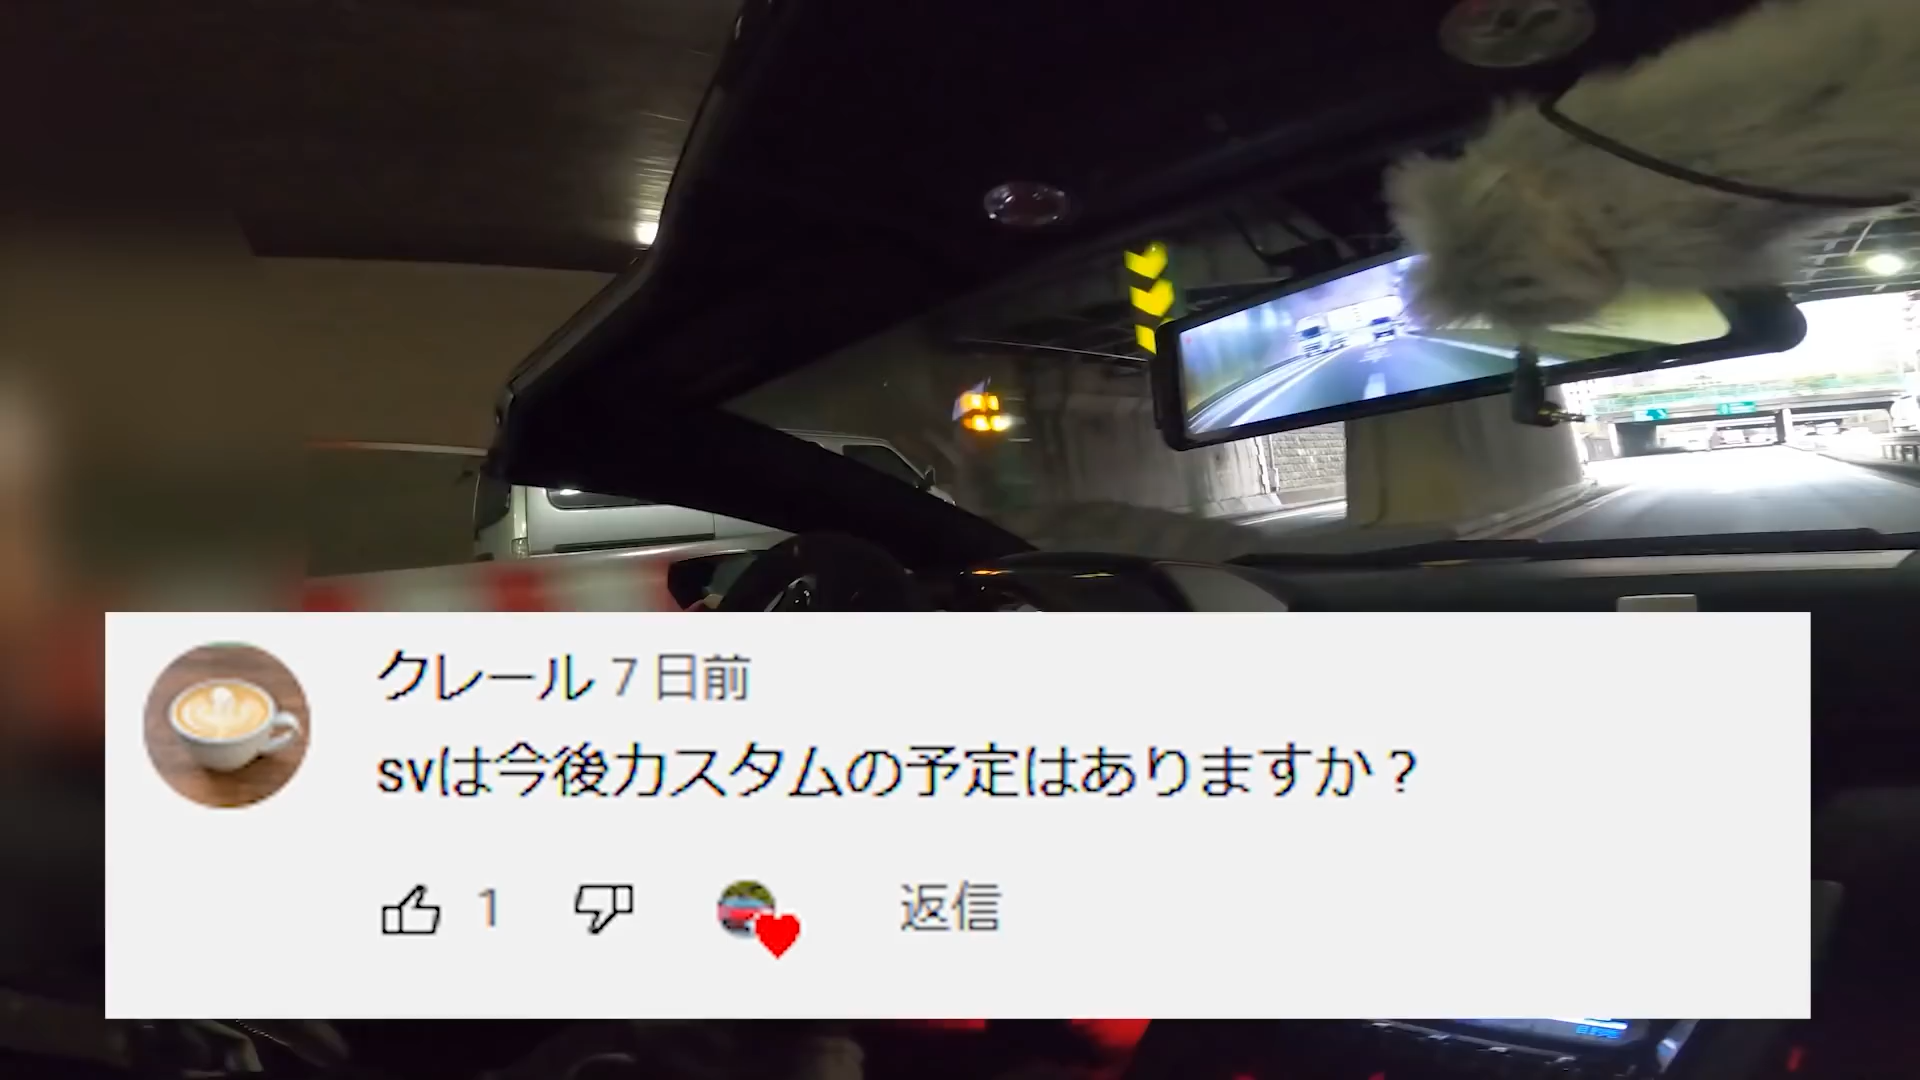 クレール 7 日前
svは今後カスタムの予定はありますか？
1
返信